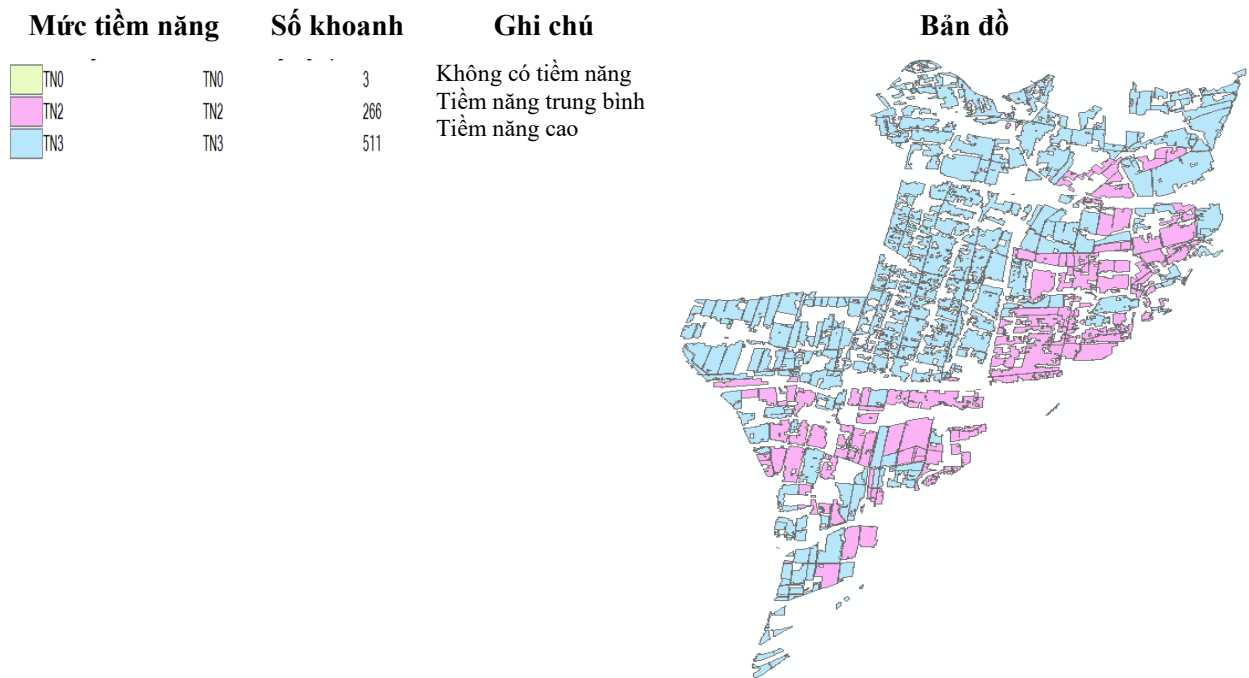 Mức tiềm năng Số khoanh Ghi chú Bản đồ
TN0 TN0 3 Không có tiềm năng
TN2 TN2 266 Tiềm năng trung bình
TN3 TN3 511 Tiềm năng cao